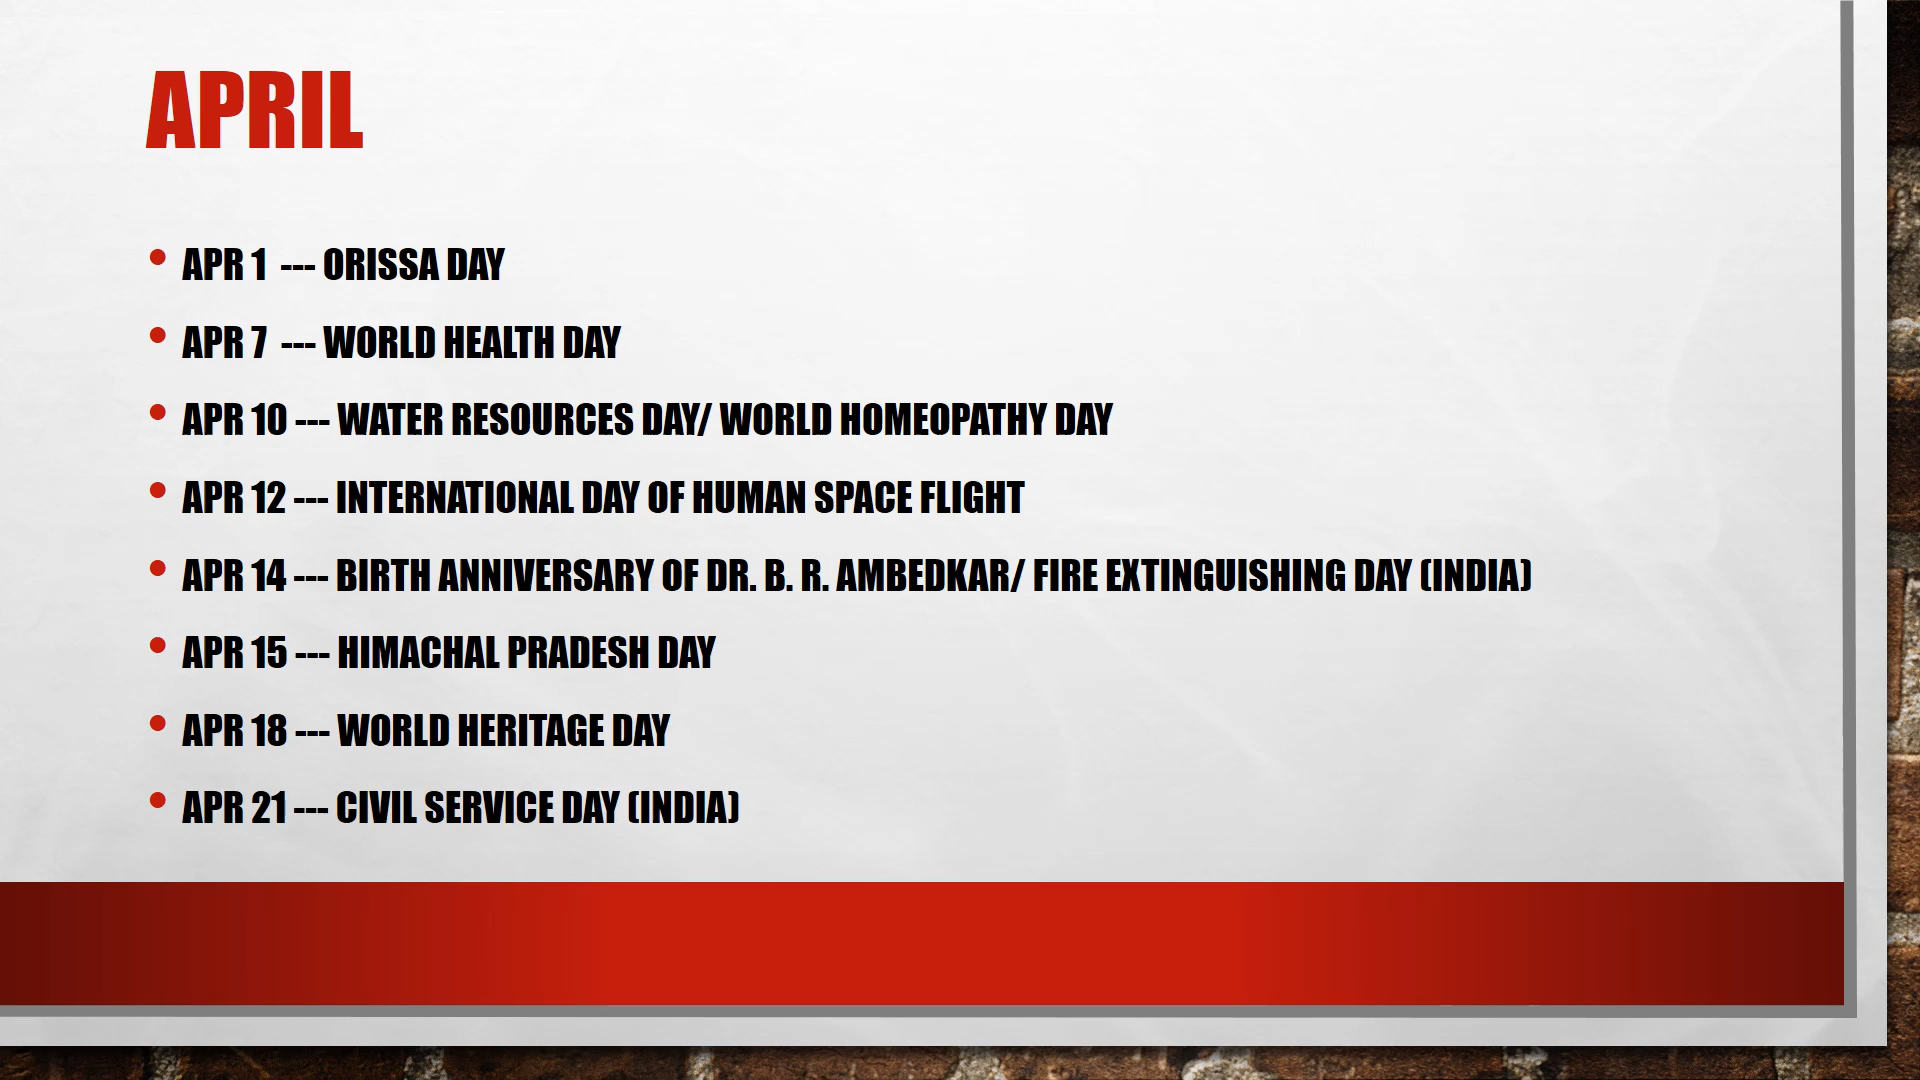 APRIL
• APR 1 --- ORISSA DAY
• APR 7 --- WORLD HEALTH DAY
• APR 10 --- WATER RESOURCES DAY/ WORLD HOMEOPATHY DAY
• APR 12 --- INTERNATIONAL DAY OF HUMAN SPACE FLIGHT
• APR 14 --- BIRTH ANNIVERSARY OF DR. B. R. AMBEDKAR/ FIRE EXTINGUISHING DAY (INDIA)
• APR 15 --- HIMACHAL PRADESH DAY
• APR 18 --- WORLD HERITAGE DAY
• APR 21 --- CIVIL SERVICE DAY (INDIA)